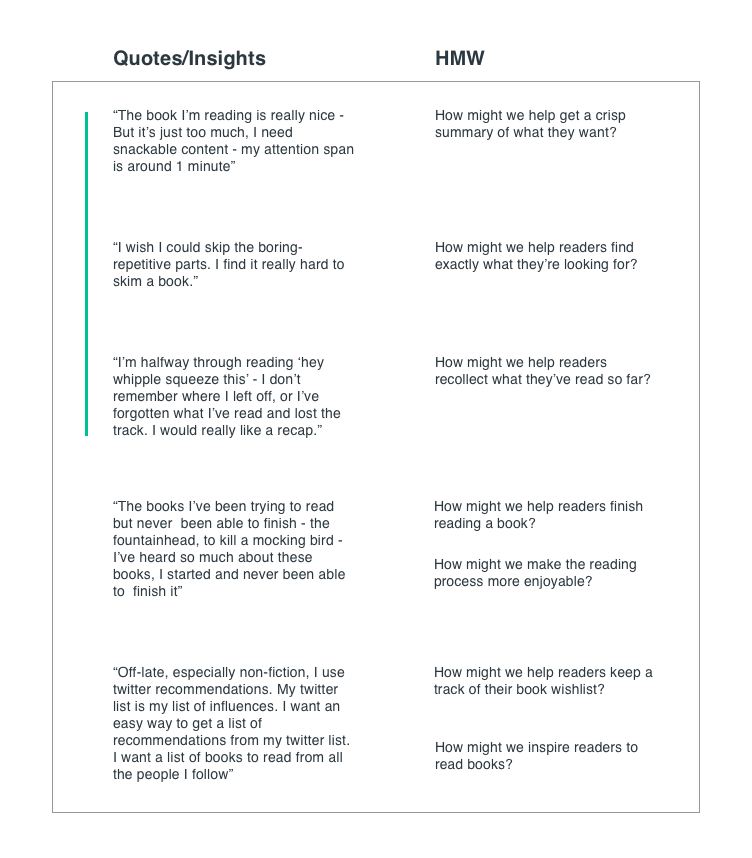 Quotes/Insights
HMW
“The book I’m reading is really nice -
But it’s just too much, I need
snackable content - my attention span
is around 1 minute”
How might we help get a crisp
summary of what they want?
“I wish I could skip the boring-
repetitive parts. I find it really hard to
skim a book.”
How might we help readers find
exactly what they’re looking for?
“I’m halfway through reading ‘hey
whipple squeeze this’ - I don’t
remember where I left off, or I’ve
forgotten what I’ve read and lost the
track. I would really like a recap.”
How might we help readers
recollect what they’ve read so far?
“The books I’ve been trying to read
but never  been able to finish - the
fountainhead, to kill a mocking bird -
I’ve heard so much about these
books, I started and never been able
to  finish it”
How might we help readers finish
reading a book?
How might we make the reading
process more enjoyable?
“Off-late, especially non-fiction, I use
twitter recommendations. My twitter
list is my list of influences. I want an
easy way to get a list of
recommendations from my twitter list.
I want a list of books to read from all
the people I follow”
How might we help readers keep a
track of their book wishlist?
How might we inspire readers to
read books?